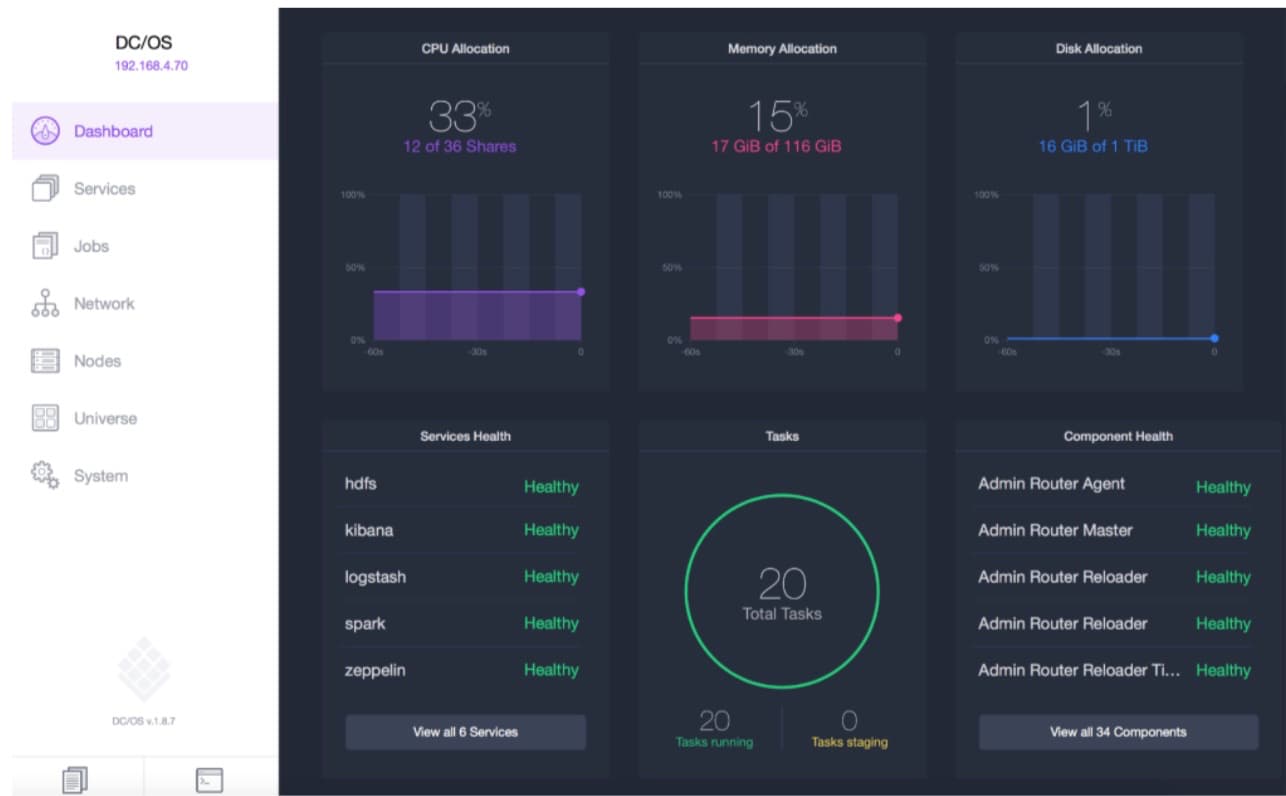 DC/OS
192.168.4.70
Dashboard
Services
Jobs
Network
Nodes
Universe
System
DC/OS v.1.8.7
CPU Allocation
33%
12 of 36 Shares
100%
50%
0%
-60s -30s 0
Memory Allocation
15%
17 GiB of 116 GiB
100%
50%
0%
-60s -30s 0
Disk Allocation
1%
16 GiB of 1 TiB
100%
50%
0%
-60s -30s 0
Services Health
hdfs Healthy
kibana Healthy
logstash Healthy
spark Healthy
zeppelin Healthy
View all 6 Services
Tasks
20
Total Tasks
20 0
Tasks running Tasks staging
Component Health
Admin Router Agent Healthy
Admin Router Master Healthy
Admin Router Reloader Healthy
Admin Router Reloader Healthy
Admin Router Reloader Ti... Healthy
View all 34 Components